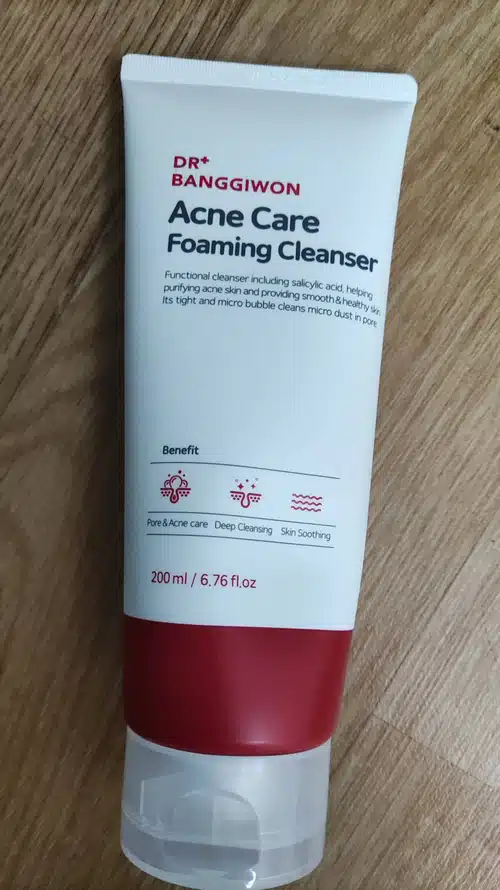 DR+
BANGGIWON
Acne Care
Foaming Cleanser
Functional cleanser including salicylic acid, helping
purifying acne skin and providing smooth & healthy skin.
Its tight and micro bubble cleans micro dust in pore.
Benefit
Pore & Acne care Deep Cleansing Skin Soothing
200 ml / 6.76 fl.oz